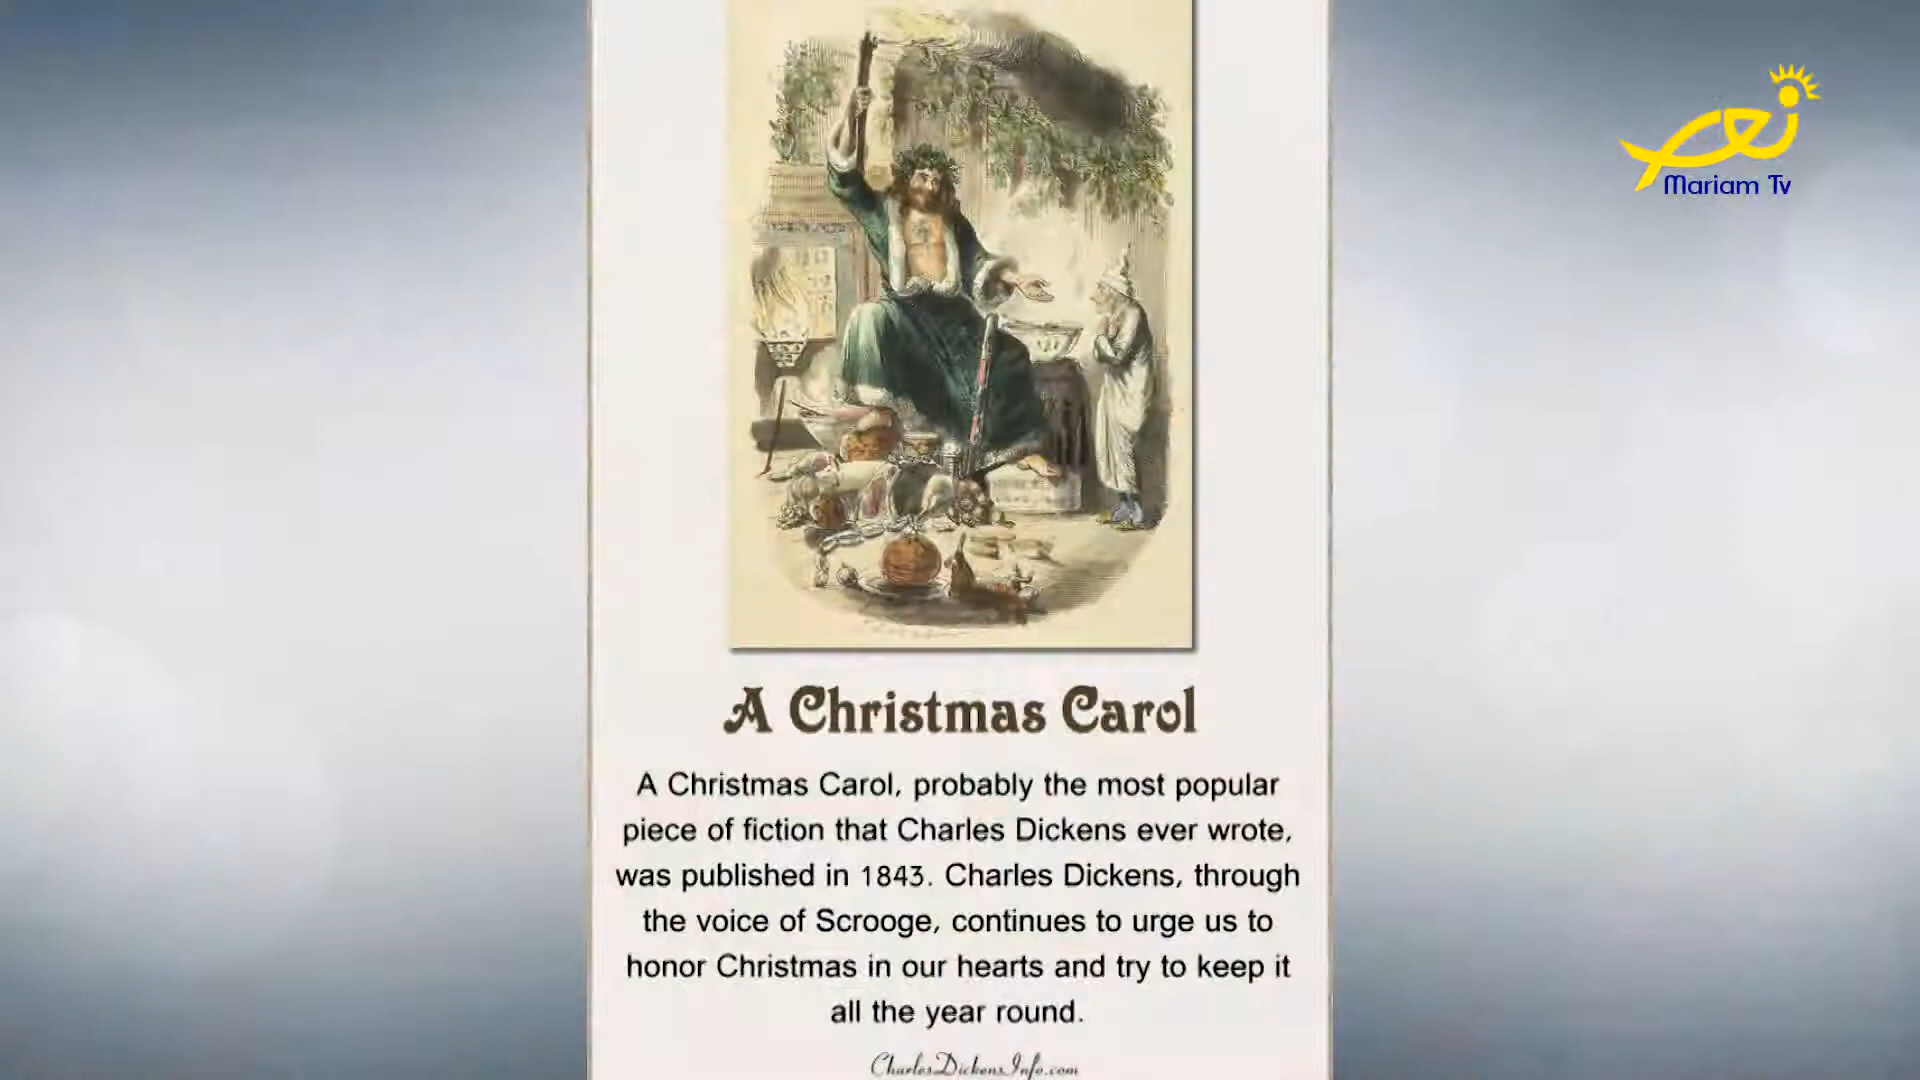 نعم
Mariam Tv
A Christmas Carol
A Christmas Carol, probably the most popular
piece of fiction that Charles Dickens ever wrote,
was published in 1843. Charles Dickens, through
the voice of Scrooge, continues to urge us to
honor Christmas in our hearts and try to keep it
all the year round.
CharlesDickensInfo.com